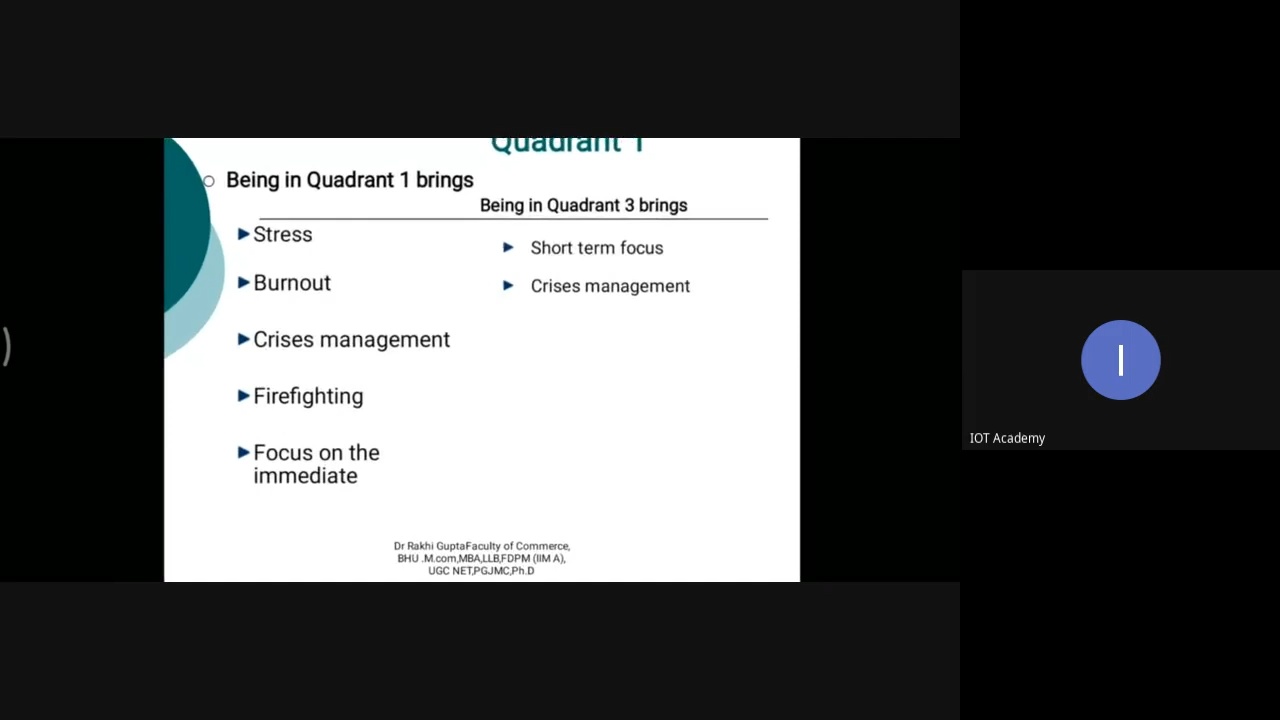 Quadrant 1
Being in Quadrant 1 brings
Being in Quadrant 3 brings
Stress
Burnout
Crises management
Firefighting
Focus on the
immediate
Short term focus
Crises management
Dr Rakhi GuptaFaculty of Commerce,
BHU .M.com,MBA,LLB,FDPM (IIM A),
UGC NET,PGJMC,Ph.D
I
IOT Academy